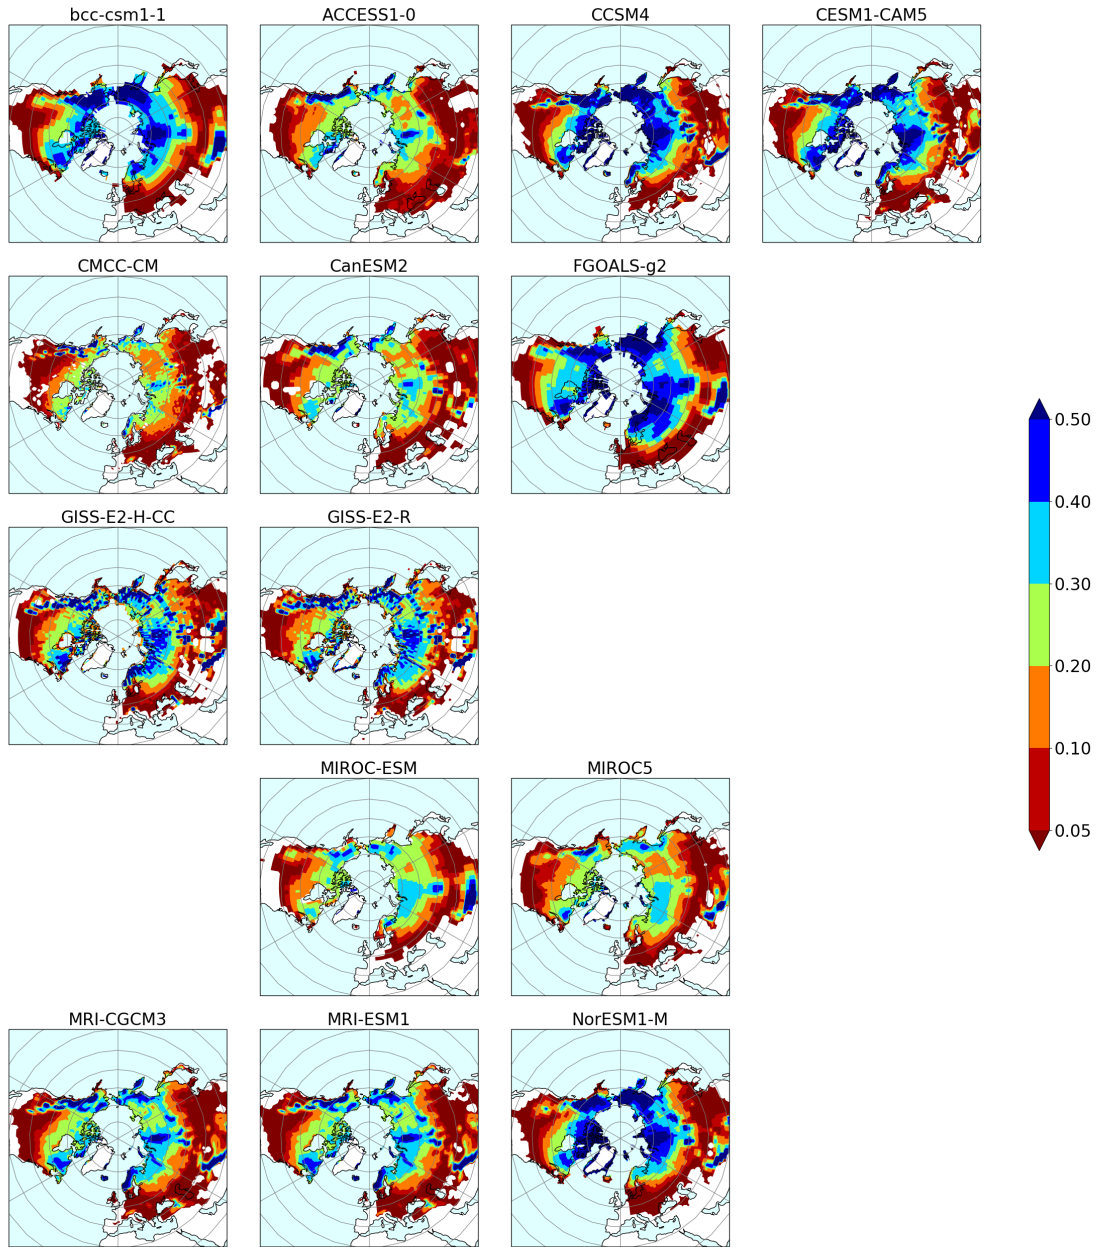 bcc-csm1-1 ACCESS1-0 CCSM4 CESM1-CAM5
CMCC-CM CanESM2 FGOALS-g2
0.50
0.40
0.30
0.20
0.10
0.05
GISS-E2-H-CC GISS-E2-R
MIROC-ESM MIROC5
MRI-CGCM3 MRI-ESM1 NorESM1-M